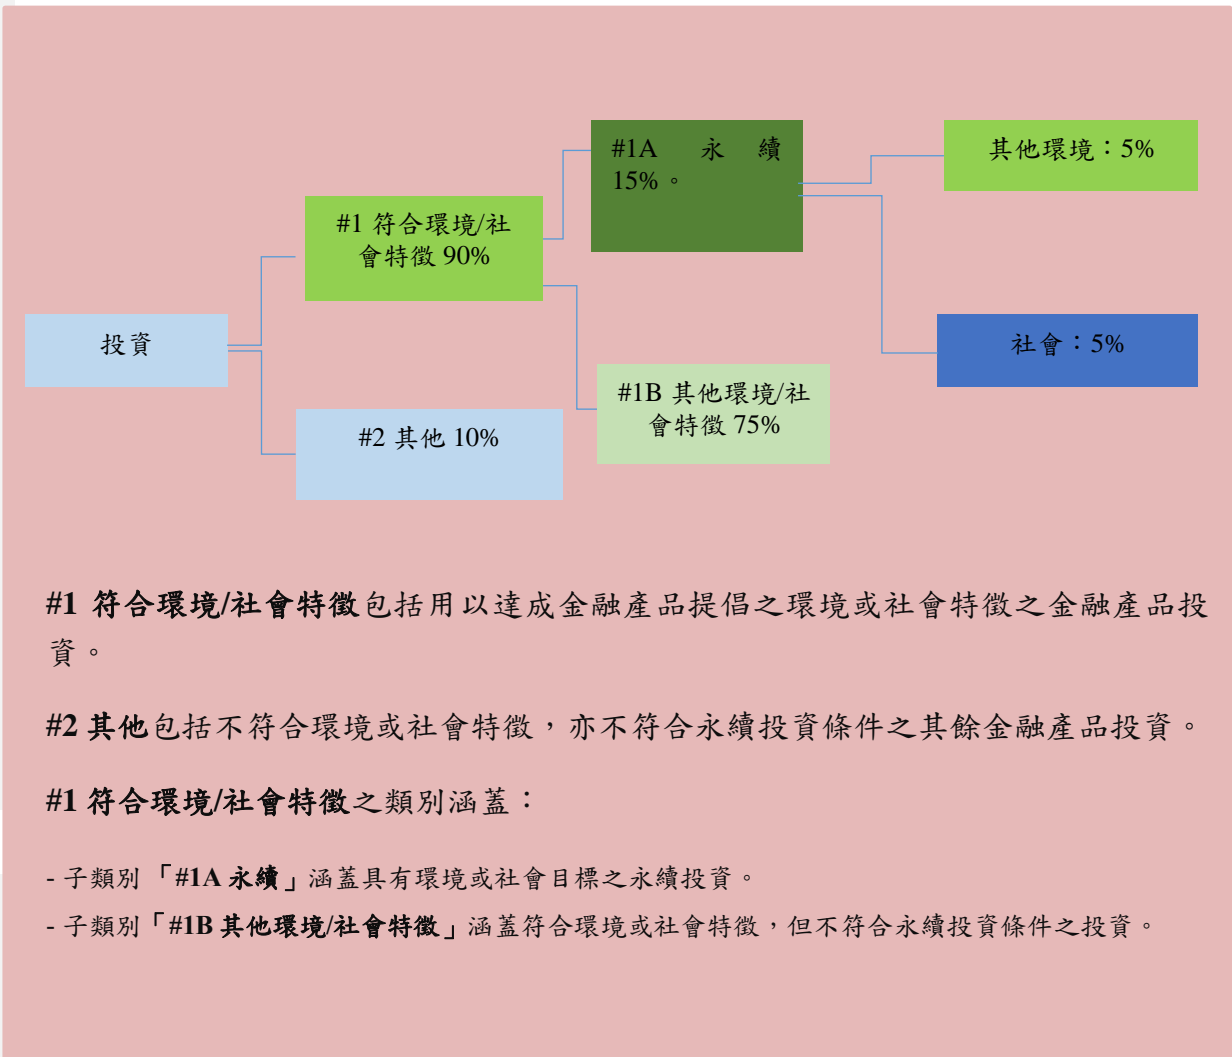 #1A 永續
15%。
其他環境：5%
#1 符合環境/社
會特徵 90%
投資
社會：5%
#1B 其他環境/社
會特徵 75%
#2 其他 10%
#1 符合環境/社會特徵包括用以達成金融產品提倡之環境或社會特徵之金融產品投
資。
#2 其他包括不符合環境或社會特徵，亦不符合永續投資條件之其餘金融產品投資。
#1 符合環境/社會特徵之類別涵蓋：
- 子類別「#1A 永續」涵蓋具有環境或社會目標之永續投資。
- 子類別「#1B 其他環境/社會特徵」涵蓋符合環境或社會特徵，但不符合永續投資條件之投資。